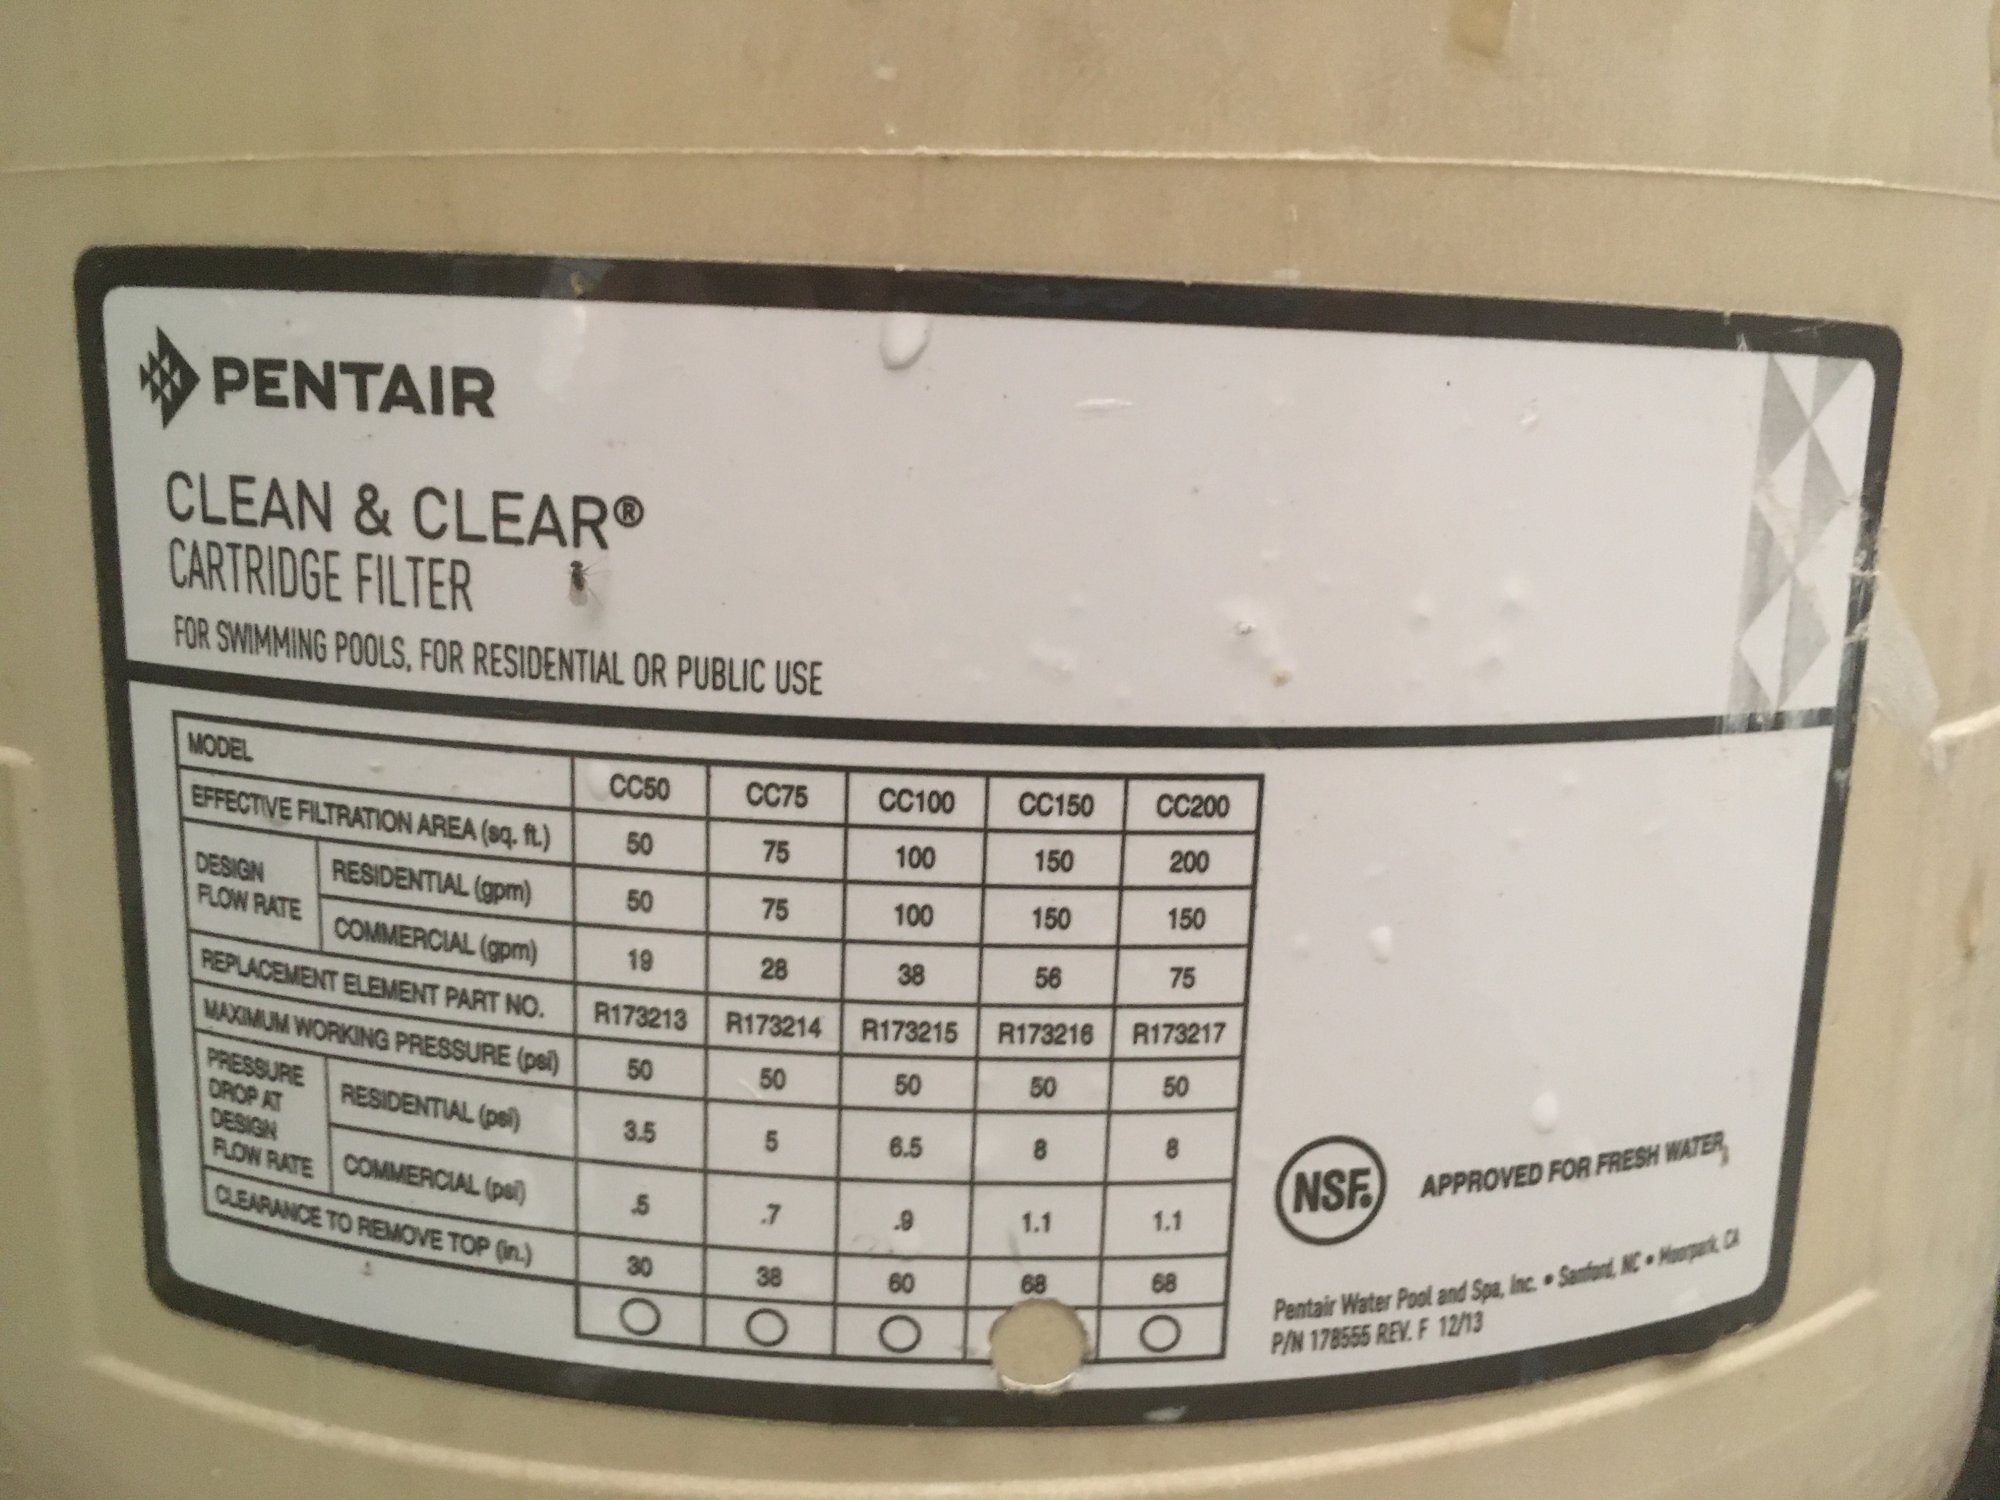 PENTAIR
CLEAN & CLEAR®
CARTRIDGE FILTER
FOR SWIMMING POOLS, FOR RESIDENTIAL OR PUBLIC USE
MODEL CC50 CC75 CC100 CC150 CC200
EFFECTIVE FILTRATION AREA (sq. ft.) 50 75 100 150 200
DESIGN FLOW RATE RESIDENTIAL (gpm) 50 75 100 150 150
COMMERCIAL (gpm) 19 28 38 56 75
REPLACEMENT ELEMENT PART NO. R173213 R173214 R173215 R173216 R173217
MAXIMUM WORKING PRESSURE (psi) 50 50 50 50 50
PRESSURE DROP AT DESIGN FLOW RATE RESIDENTIAL (psi) 3.5 5 6.5 8 8
COMMERCIAL (psi) .5 .7 .9 1.1 1.1
CLEARANCE TO REMOVE TOP (in.) 30 38 60 68 68
NSF® APPROVED FOR FRESH WATER
Pentair Water Pool and Spa, Inc. • Sanford, NC • Moorpark, CA
P/N 178555 REV. F 12/13